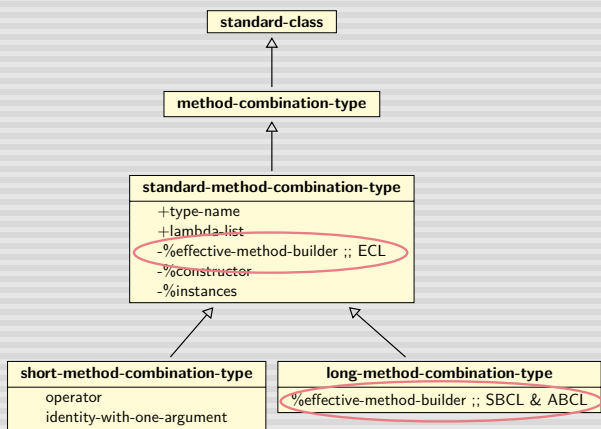 standard-class
method-combination-type
standard-method-combination-type
+type-name
+lambda-list
-%effective-method-builder ;; ECL
-%constructor
-%instances
short-method-combination-type
operator
identity-with-one-argument
long-method-combination-type
%effective-method-builder ;; SBCL & ABCL